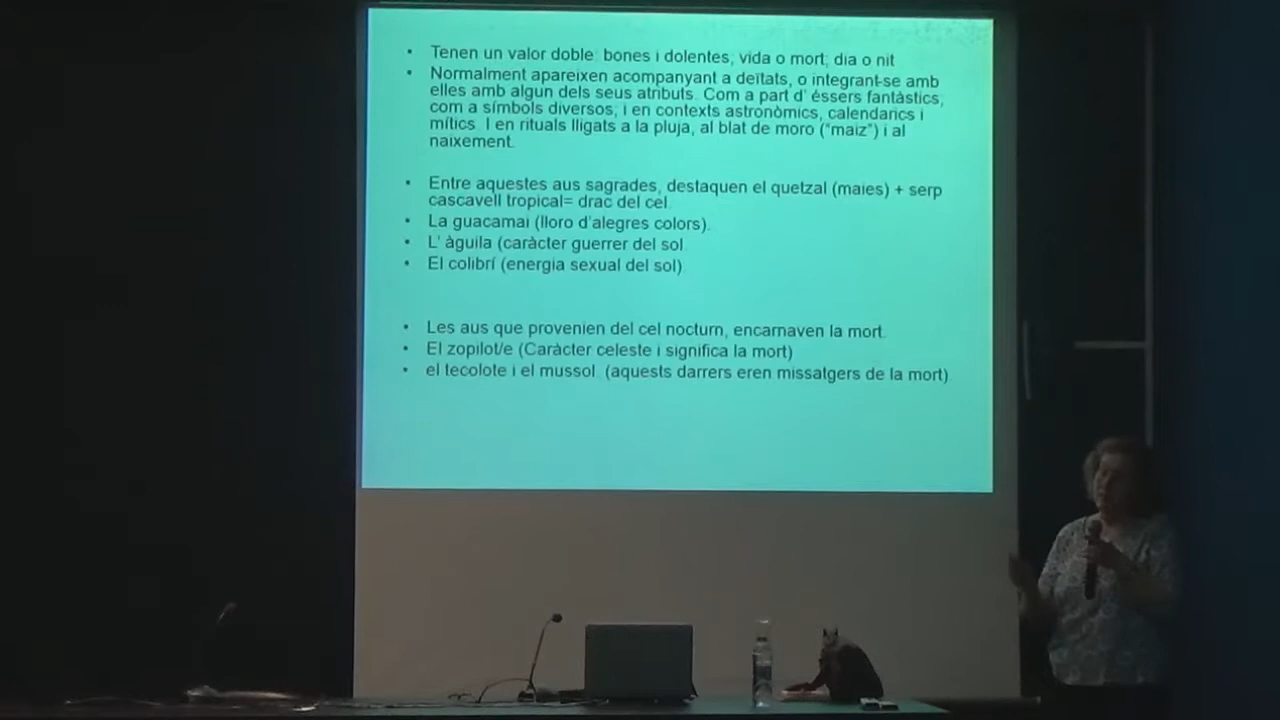 • Tenen un valor doble: bones i dolentes, vida o mort; dia o nit
• Normalment apareixen acompanyant a deïtats, o integrant-se amb
elles amb algun dels seus atributs. Com a part d' éssers fantàstics,
com a símbols diversos; i en contexts astronòmics, calendarics i
mítics. I en rituals lligats a la pluja, al blat de moro ("maiz") i al
naixement.
• Entre aquestes aus sagrades, destaquen el quetzal (maies) + serp
cascavell tropical= drac del cel.
• La guacamai (lloro d'alegres colors).
• L' àguila (caràcter guerrer del sol
• El colibrí (energia sexual del sol)
• Les aus que provenien del cel nocturn, encarnaven la mort.
• El zopilot/e (Caràcter celeste i significa la mort)
• el tecolote i el mussol. (aquests darrers eren missatgers de la mort)